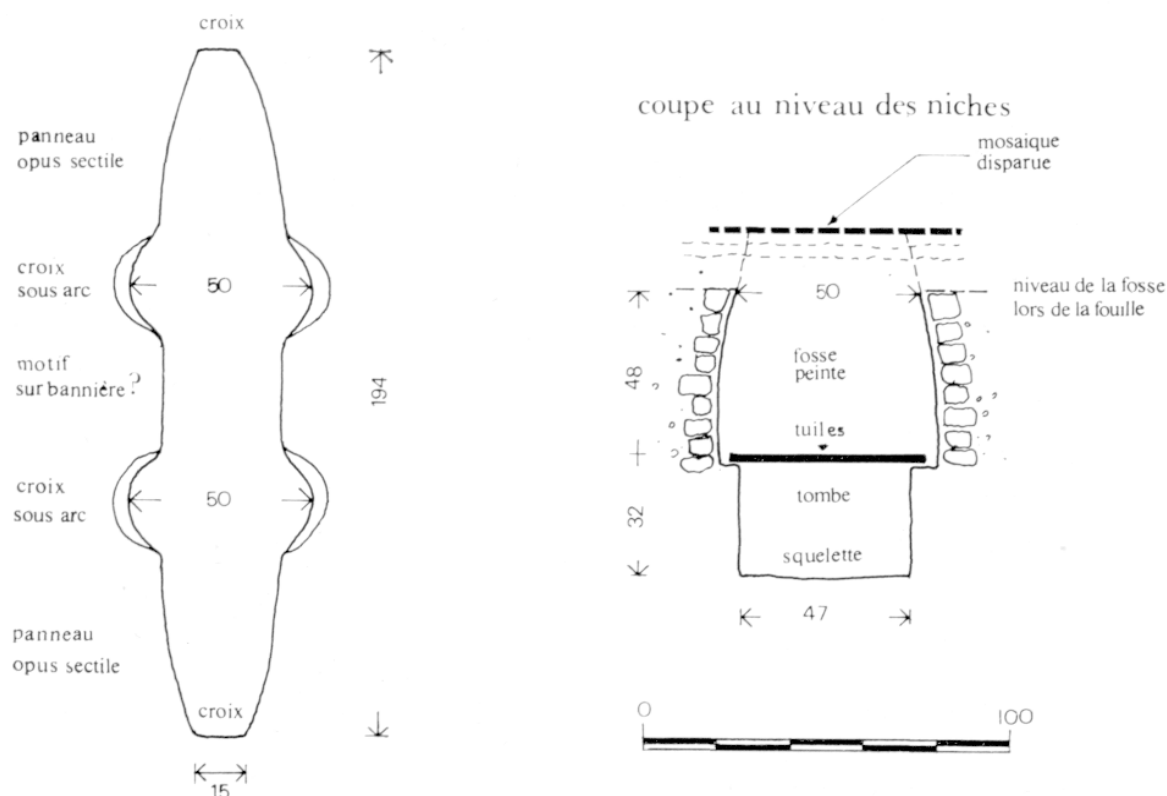 croix
panneau
opus sectile
croix
sous arc
50
motif
sur bannière ?
194
croix
sous arc
50
panneau
opus sectile
croix
15
coupe au niveau des niches
mosaique
disparue
50
niveau de la fosse
lors de la fouille
48
fosse
peinte
tuiles
32
tombe
squelette
47
0
100